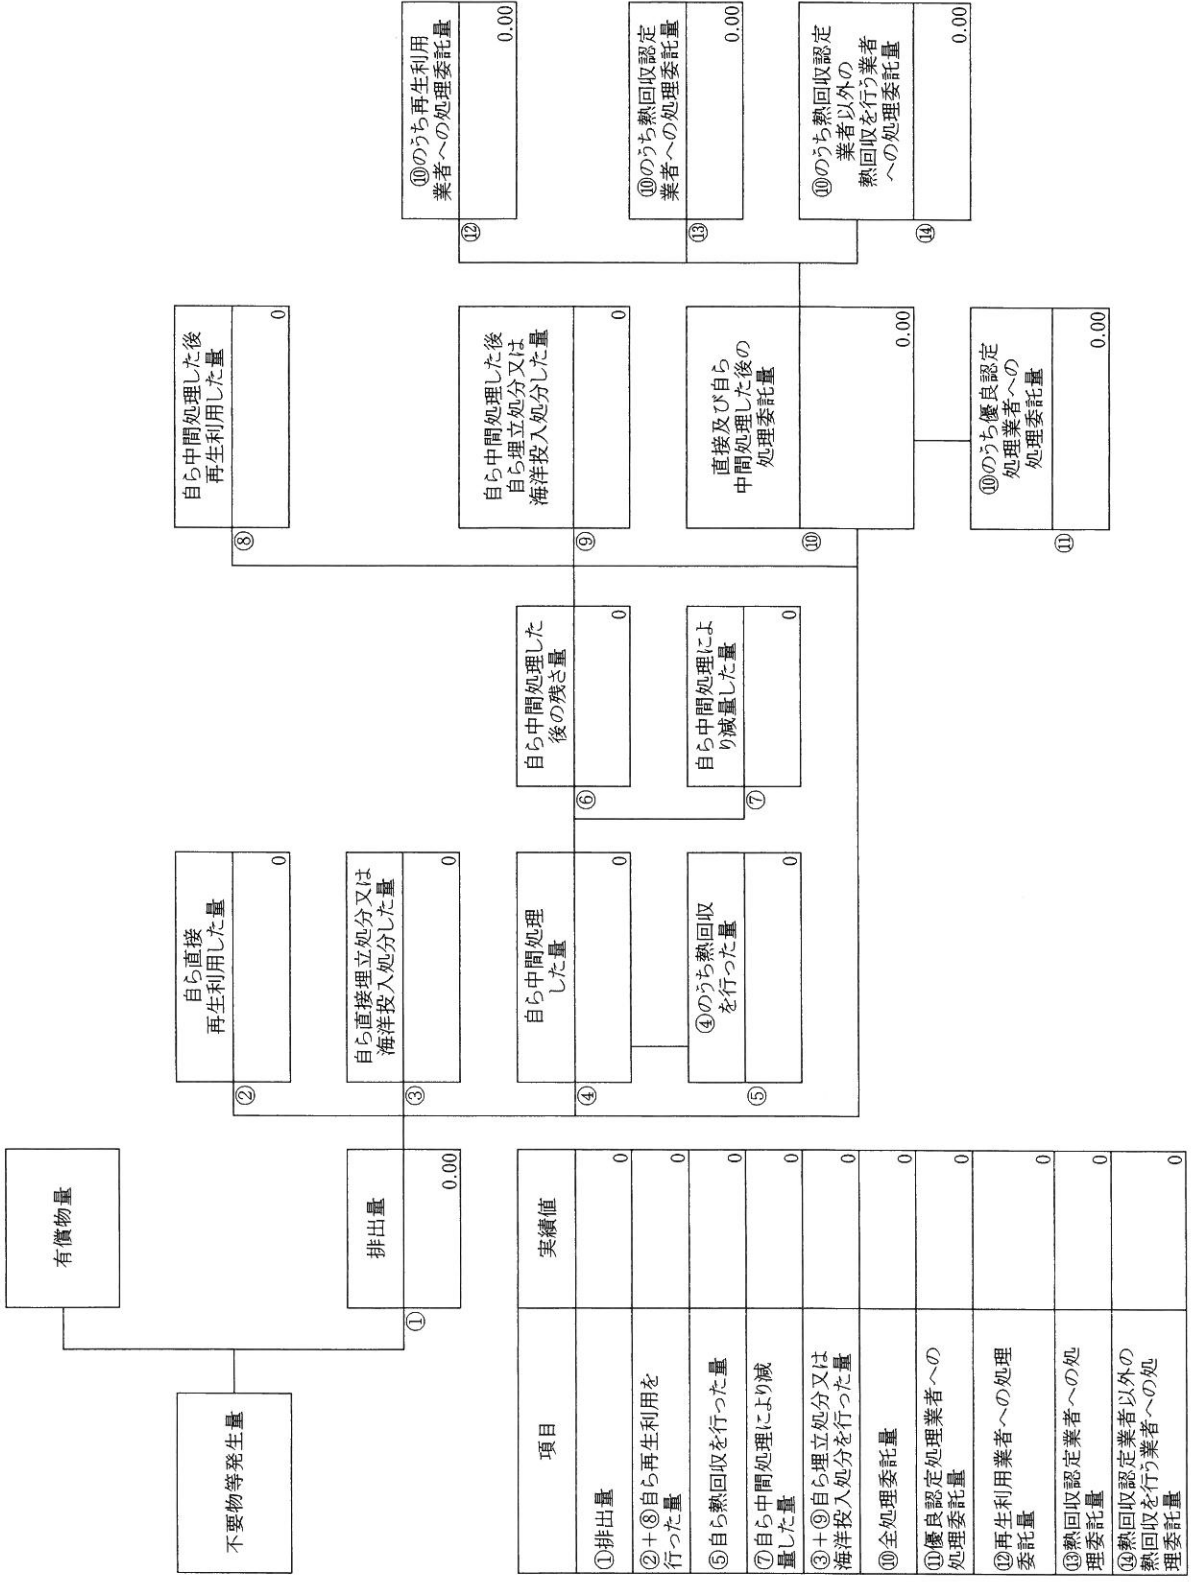 不要物等発生量
有償物量
①
排出量
0.00
②
自ら直接
再生利用した量
0
③
自ら直接埋立処分又は
海洋投入処分した量
0
④
自ら中間処理
した量
0
⑤
④のうち熱回収
を行った量
0
⑥
自ら中間処理した
後の残さ量
0
⑦
自ら中間処理によ
り減量した量
0
⑧
自ら中間処理した後
再生利用した量
0
⑨
自ら中間処理した後
自ら埋立処分又は
海洋投入処分した量
0
⑩
直接及び自ら
中間処理した後の
処理委託量
0.00
⑪
⑩のうち優良認定
処理業者への
処理委託量
0.00
⑫
⑩のうち再生利用
業者への処理委託量
0.00
⑬
⑩のうち熱回収認定
業者への処理委託量
0.00
⑭
⑩のうち熱回収認定
業者以外の
熱回収を行う業者
への処理委託量
0.00
項目 実績値
①排出量 0
②+⑧自ら再生利用を
行った量 0
⑤自ら熱回収を行った量 0
⑦自ら中間処理により減
量した量 0
③+⑨自ら埋立処分又は
海洋投入処分を行った量 0
⑩全処理委託量 0
⑪優良認定処理業者への
処理委託量 0
⑫再生利用業者への処理
委託量 0
⑬熱回収認定業者への処
理委託量 0
⑭熱回収認定業者以外の
熱回収を行う業者への処
理委託量 0